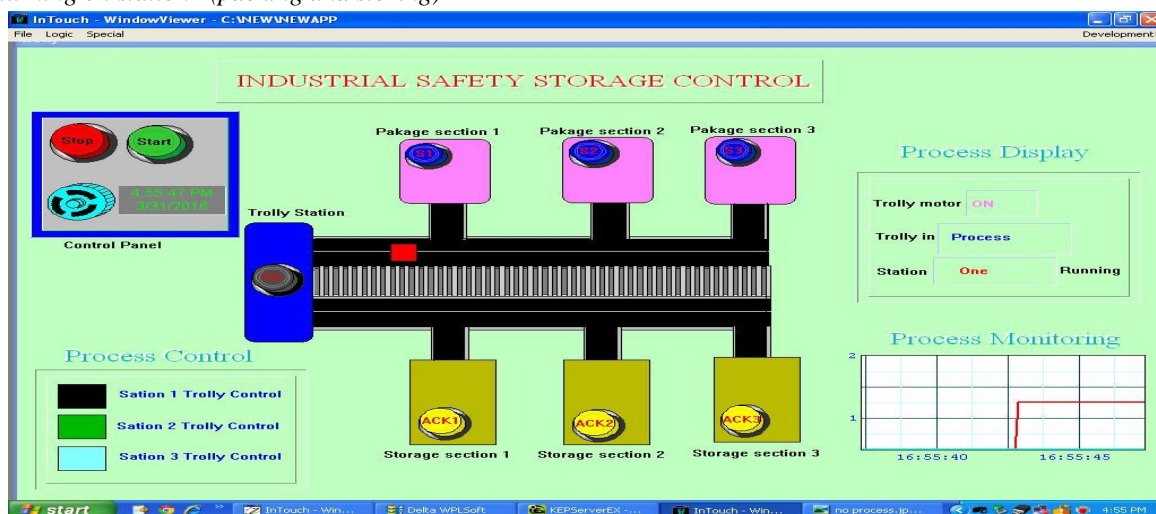 InTouch - WindowViewer - C:\NEW\NEWAPP
File Logic Special
Development!
INDUSTRIAL SAFETY STORAGE CONTROL
Stop
Start
4:55:47 PM
3/31/2016
Control Panel
Pakage section 1
Pakage section 2
Pakage section 3
S1
S2
S3
Trolly Station
Process Display
Trolly motor ON
Trolly in Process
Station One Running
Process Control
Sation 1 Trolly Control
Sation 2 Trolly Control
Sation 3 Trolly Control
ACK1
ACK2
ACK3
Storage section 1
Storage section 2
Storage section 3
Process Monitoring
2
1
16:55:40
16:55:45
start
InTouch - Win...
Delta WPLSoft
KEPServerEX -...
InTouch - Win...
no process.jp...
4:55 PM